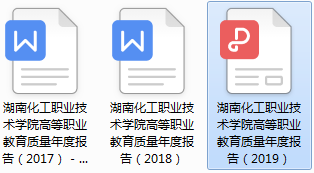 湖南化工职业技
术学院高等职业
教育质量年度报
告（2017） - ...
湖南化工职业技
术学院高等职业
教育质量年度报
告（2018）
湖南化工职业技
术学院高等职业
教育质量年度报
告（2019）